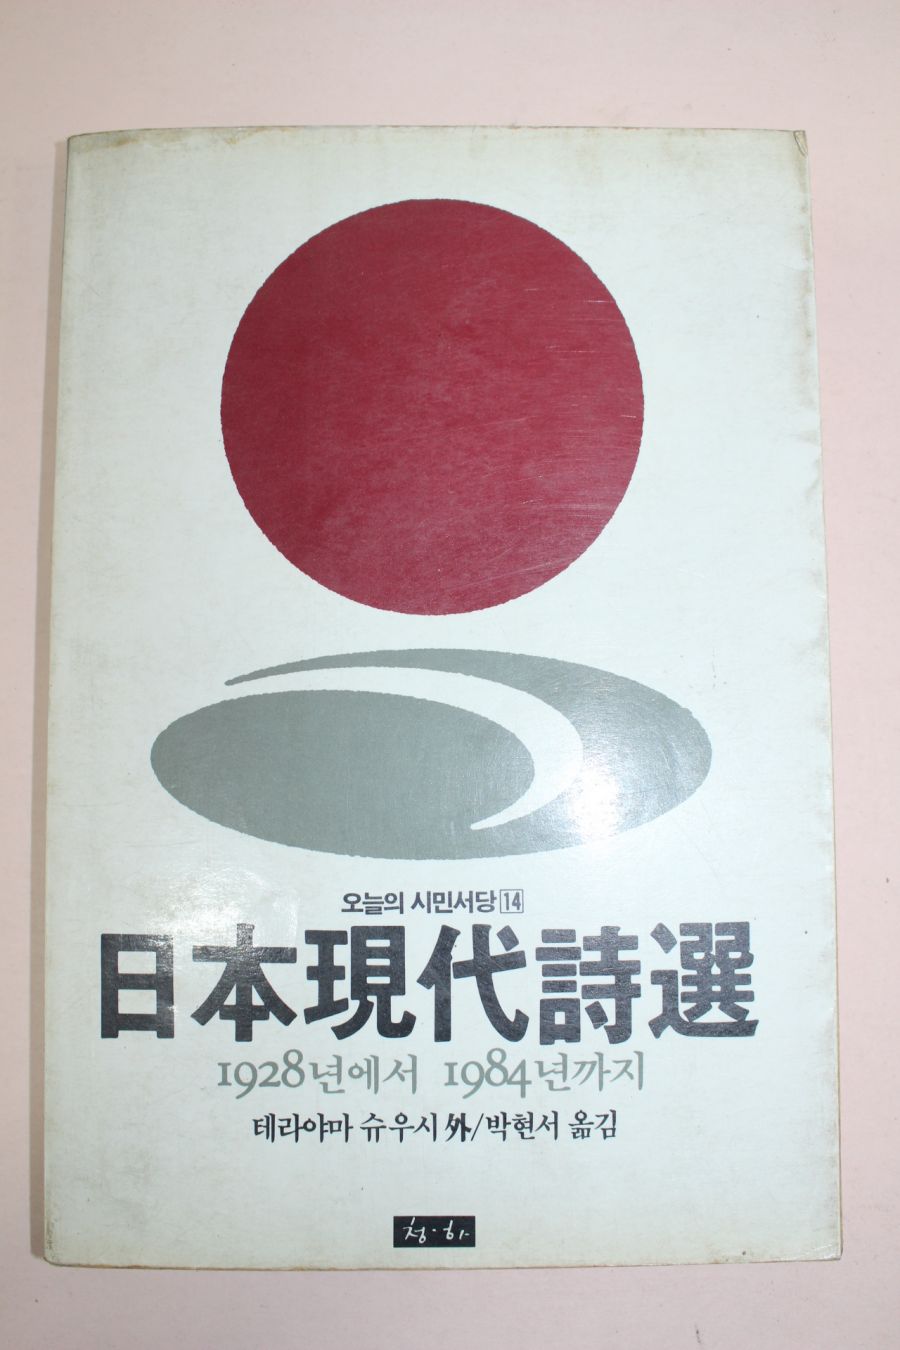 오늘의 시민서당 14
日本現代詩選
1928년에서 1984년까지
테라야마 슈우시 外/박현서 옮김
청·하